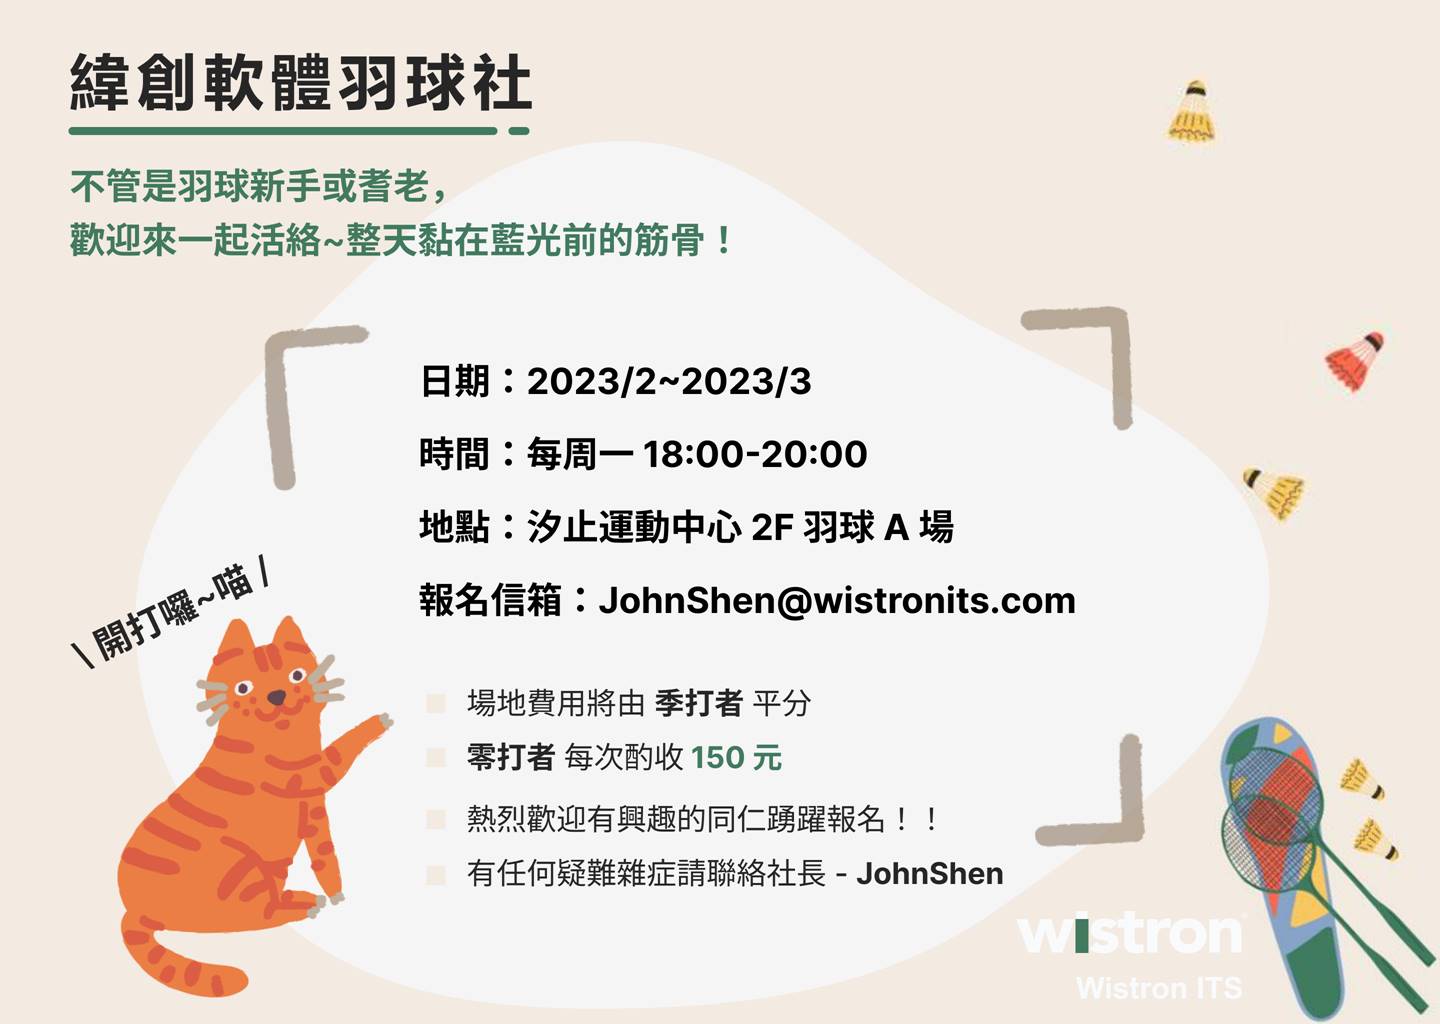 緯創軟體羽球社
不管是羽球新手或耆老，
歡迎來一起活絡~整天黏在藍光前的筋骨！
日期：2023/2~2023/3
時間：每周一 18:00-20:00
地點：汐止運動中心 2F 羽球 A 場
報名信箱：JohnShen@wistronits.com
\ 開打囉~喵 /
場地費用將由 季打者 平分
零打者 每次酌收 150 元
熱烈歡迎有興趣的同仁踴躍報名！！
有任何疑難雜症請聯絡社長 - JohnShen
wistron
Wistron ITS